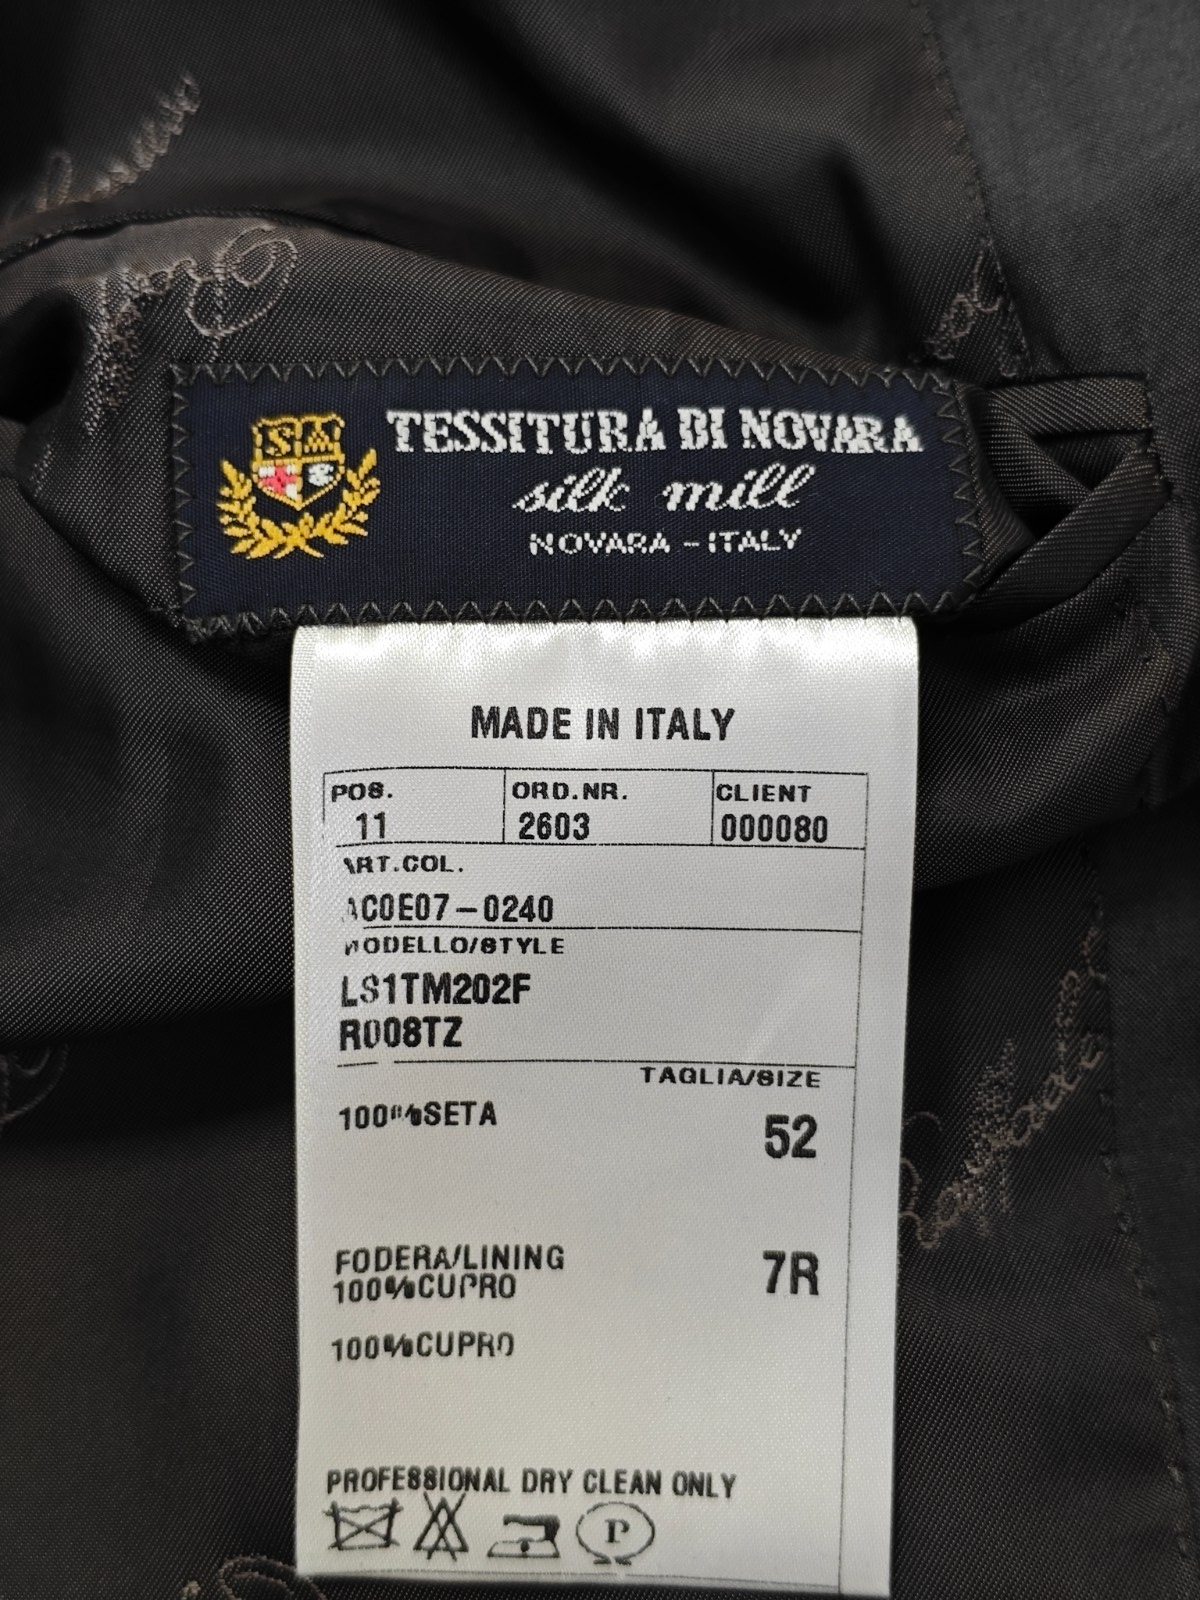 TESSITURA DI NOVARA
silk mill
NOVARA - ITALY
MADE IN ITALY
POS. ORD.NR. CLIENT
11 2603 000080
ART.COL.
AC0E07-0240
MODELLO/STYLE
LS1TM202F
R008TZ
TAGLIA/SIZE
100%SETA 52
FODERA/LINING 7R
100%CUPRO
100%CUPRO
PROFESSIONAL DRY CLEAN ONLY
P